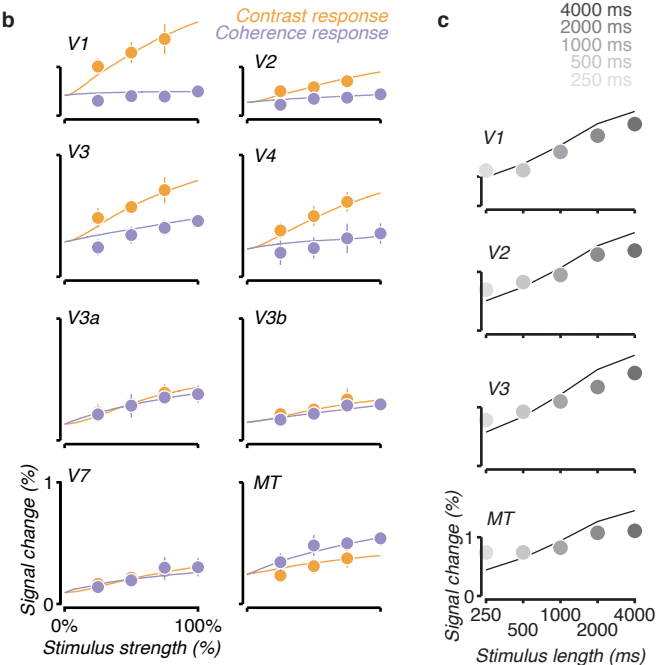 b
Contrast response
Coherence response
V1
V2
V3
V4
V3a
V3b
V7
MT
1
0
Signal change (%)
0%
100%
Stimulus strength (%)
c
4000 ms
2000 ms
1000 ms
500 ms
250 ms
V1
V2
V3
MT
1
0
Signal change (%)
250
1000
4000
500
2000
Stimulus length (ms)